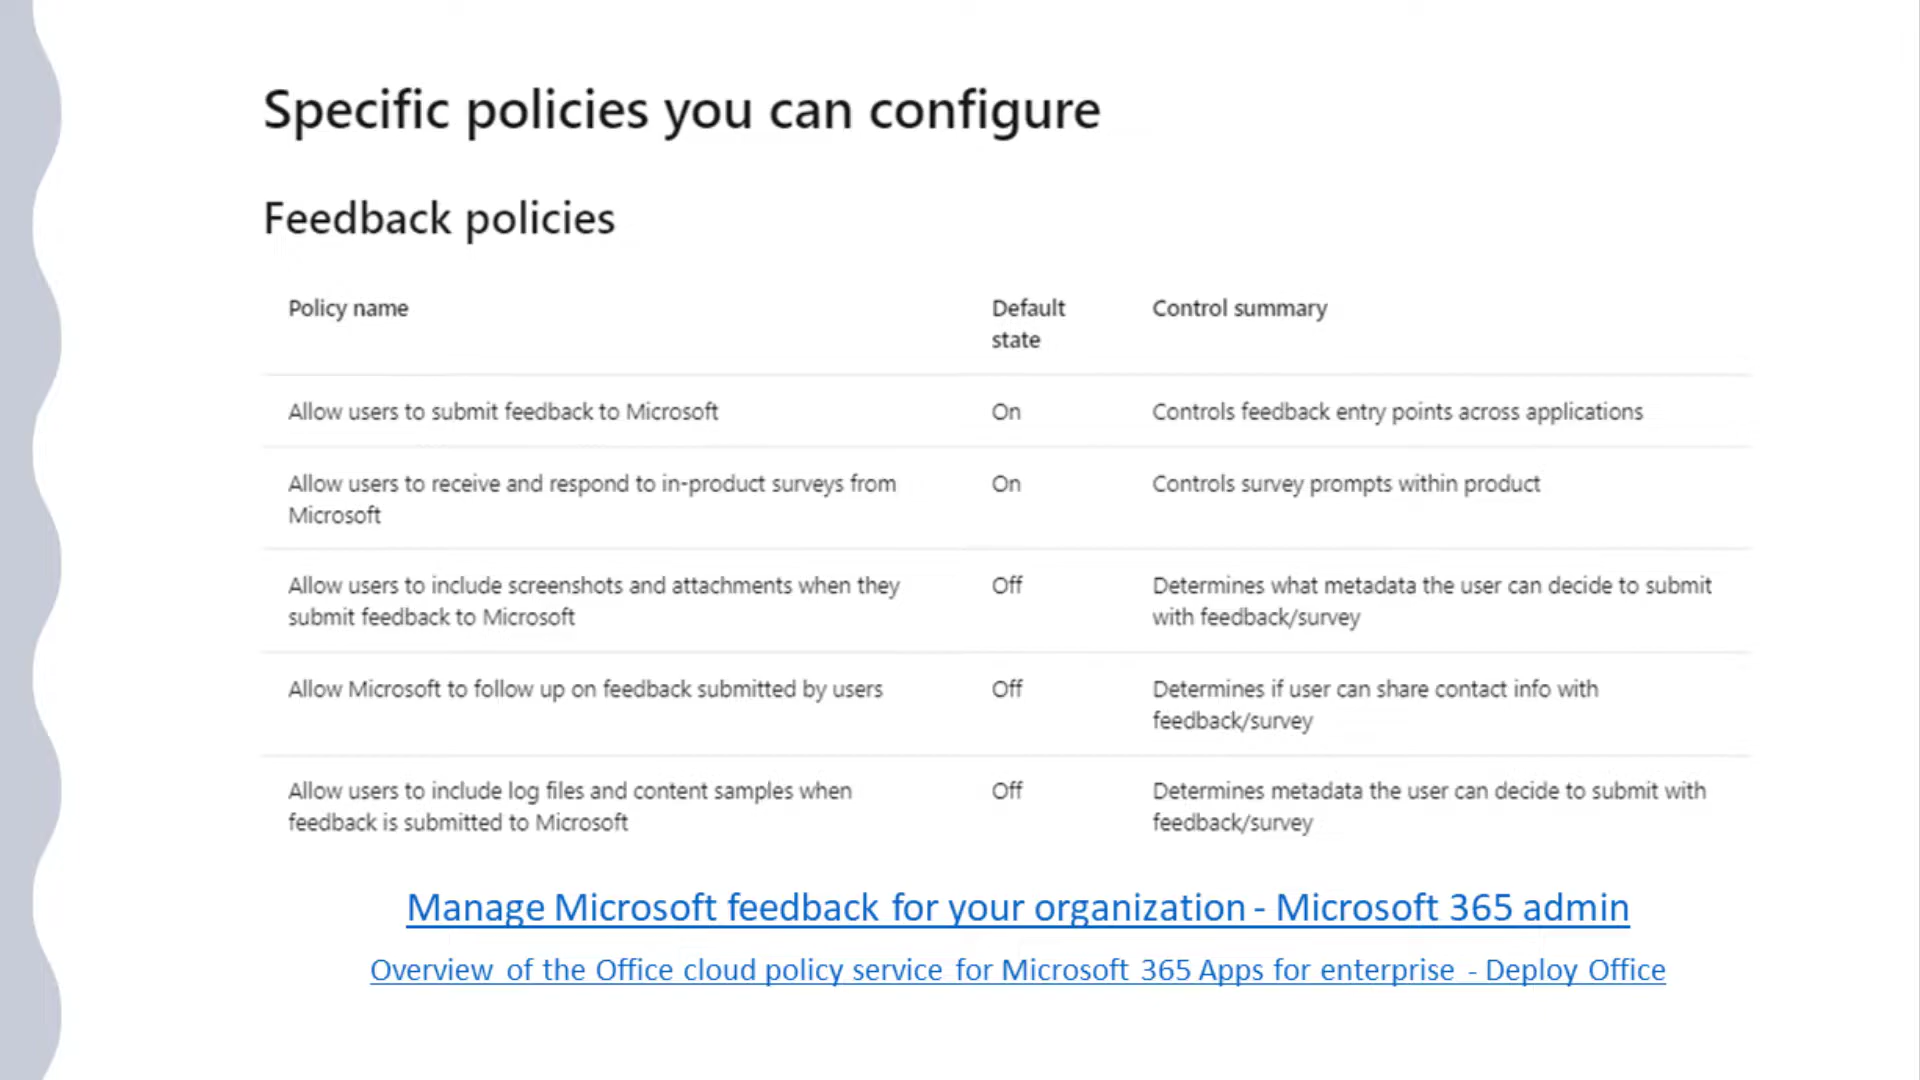 Specific policies you can configure
Feedback policies
Policy name
Default
state
Control summary
Allow users to submit feedback to Microsoft
On
Controls feedback entry points across applications
Allow users to receive and respond to in-product surveys from
Microsoft
On
Controls survey prompts within product
Allow users to include screenshots and attachments when they
submit feedback to Microsoft
Off
Determines what metadata the user can decide to submit
with feedback/survey
Allow Microsoft to follow up on feedback submitted by users
Off
Determines if user can share contact info with
feedback/survey
Allow users to include log files and content samples when
feedback is submitted to Microsoft
Off
Determines metadata the user can decide to submit with
feedback/survey
Manage Microsoft feedback for your organization - Microsoft 365 admin
Overview of the Office cloud policy service for Microsoft 365 Apps for enterprise - Deploy Office